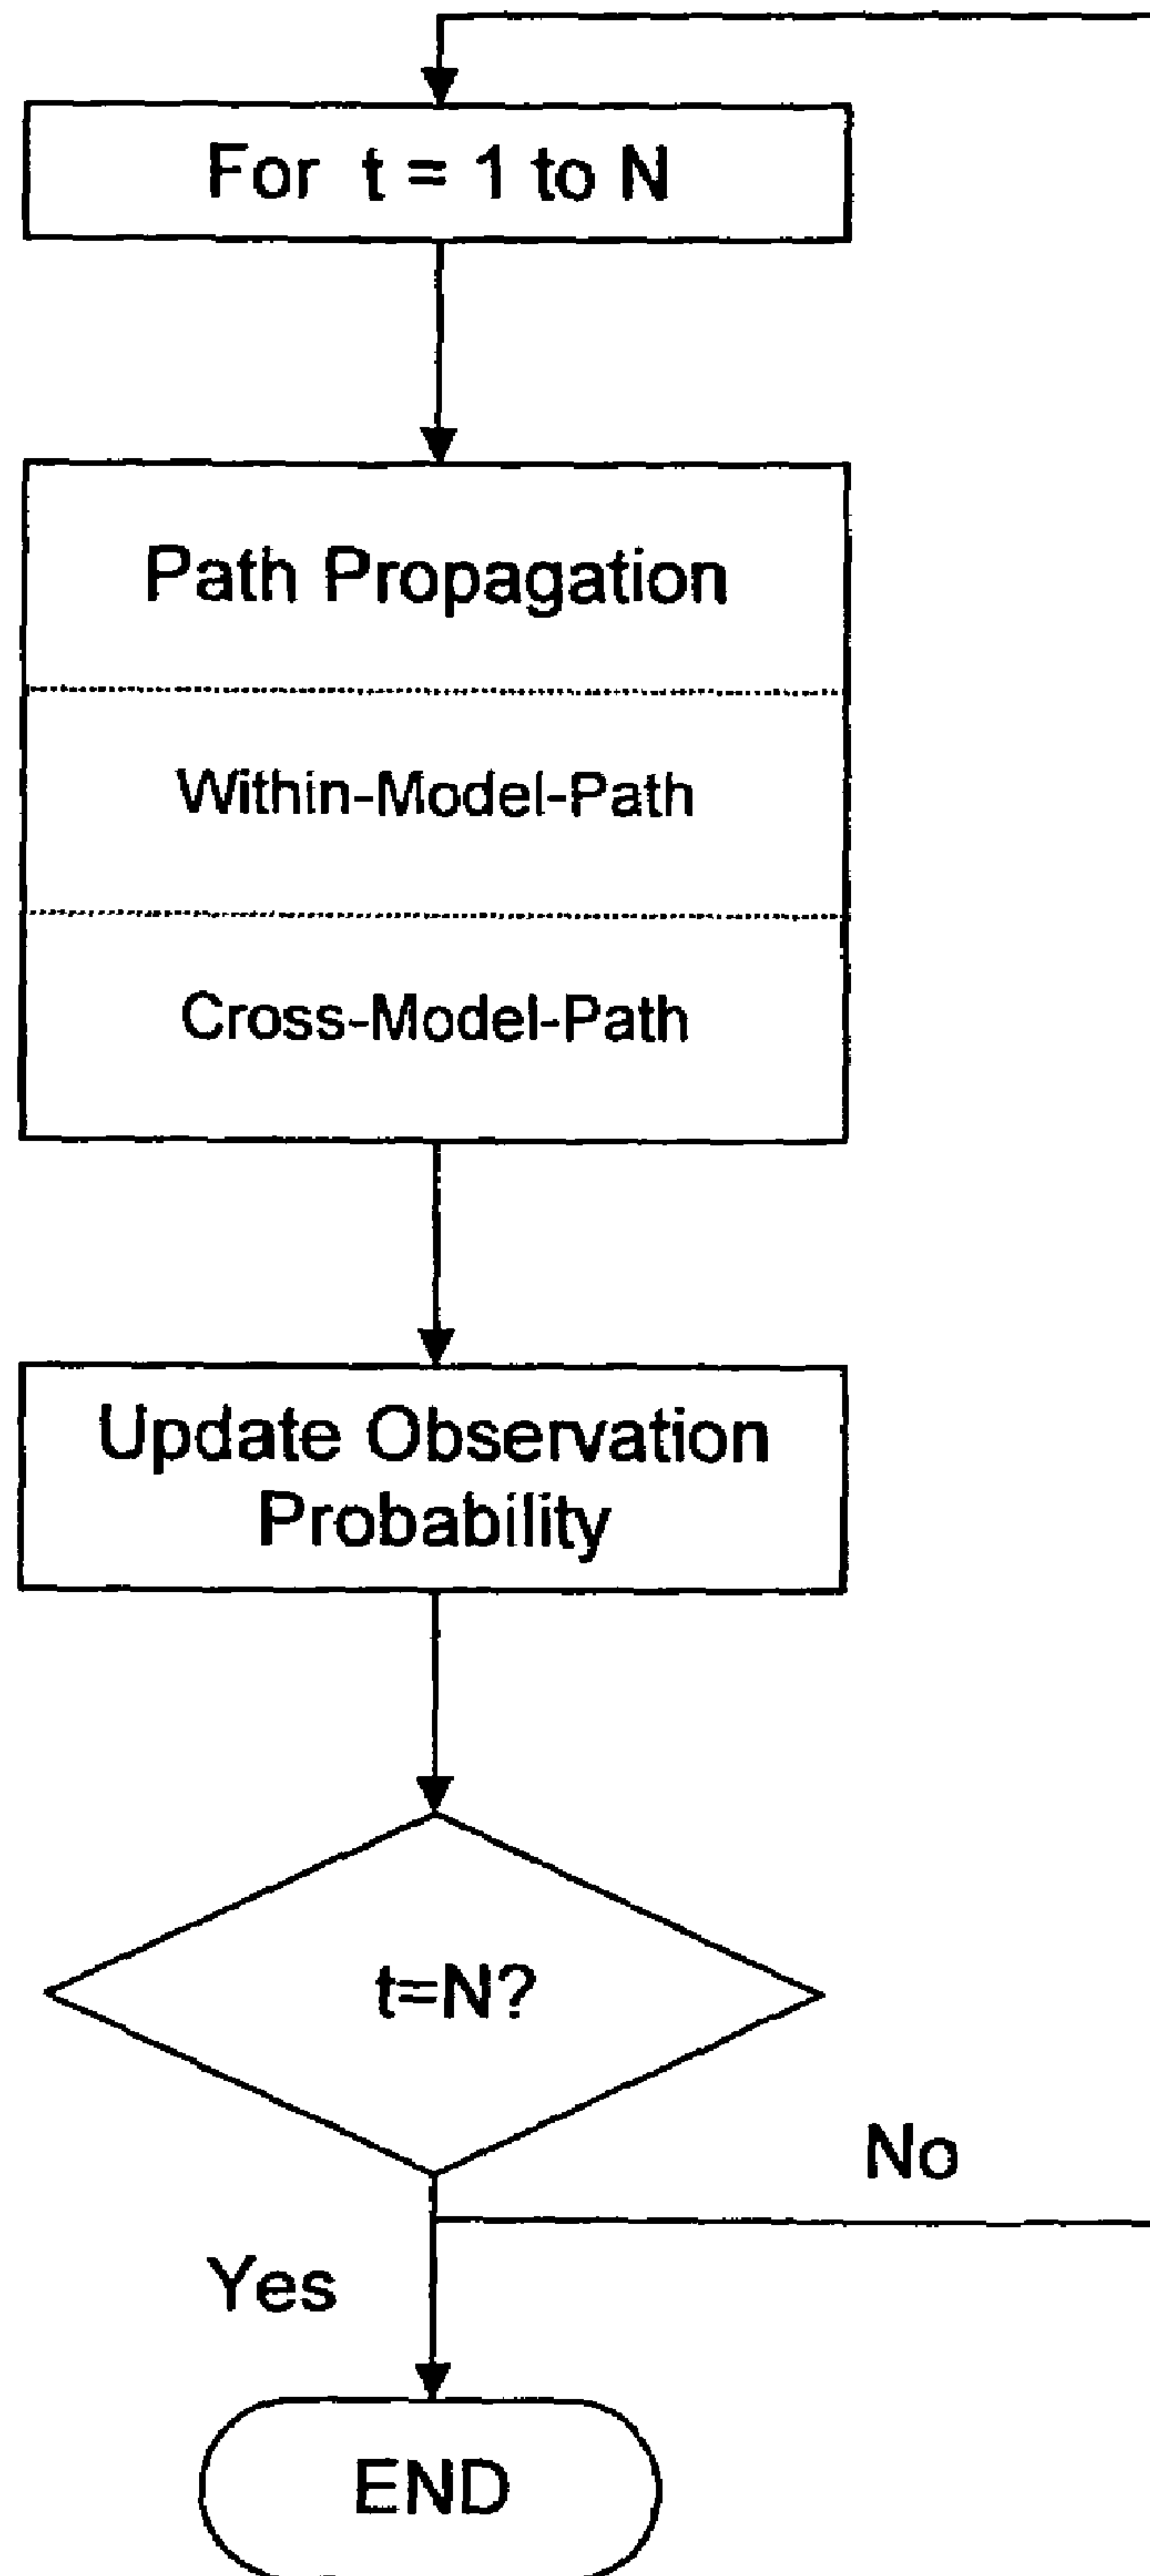 For t = 1 to N
Path Propagation
Within-Model-Path
Cross-Model-Path
Update Observation
Probability
t=N?
No
Yes
END